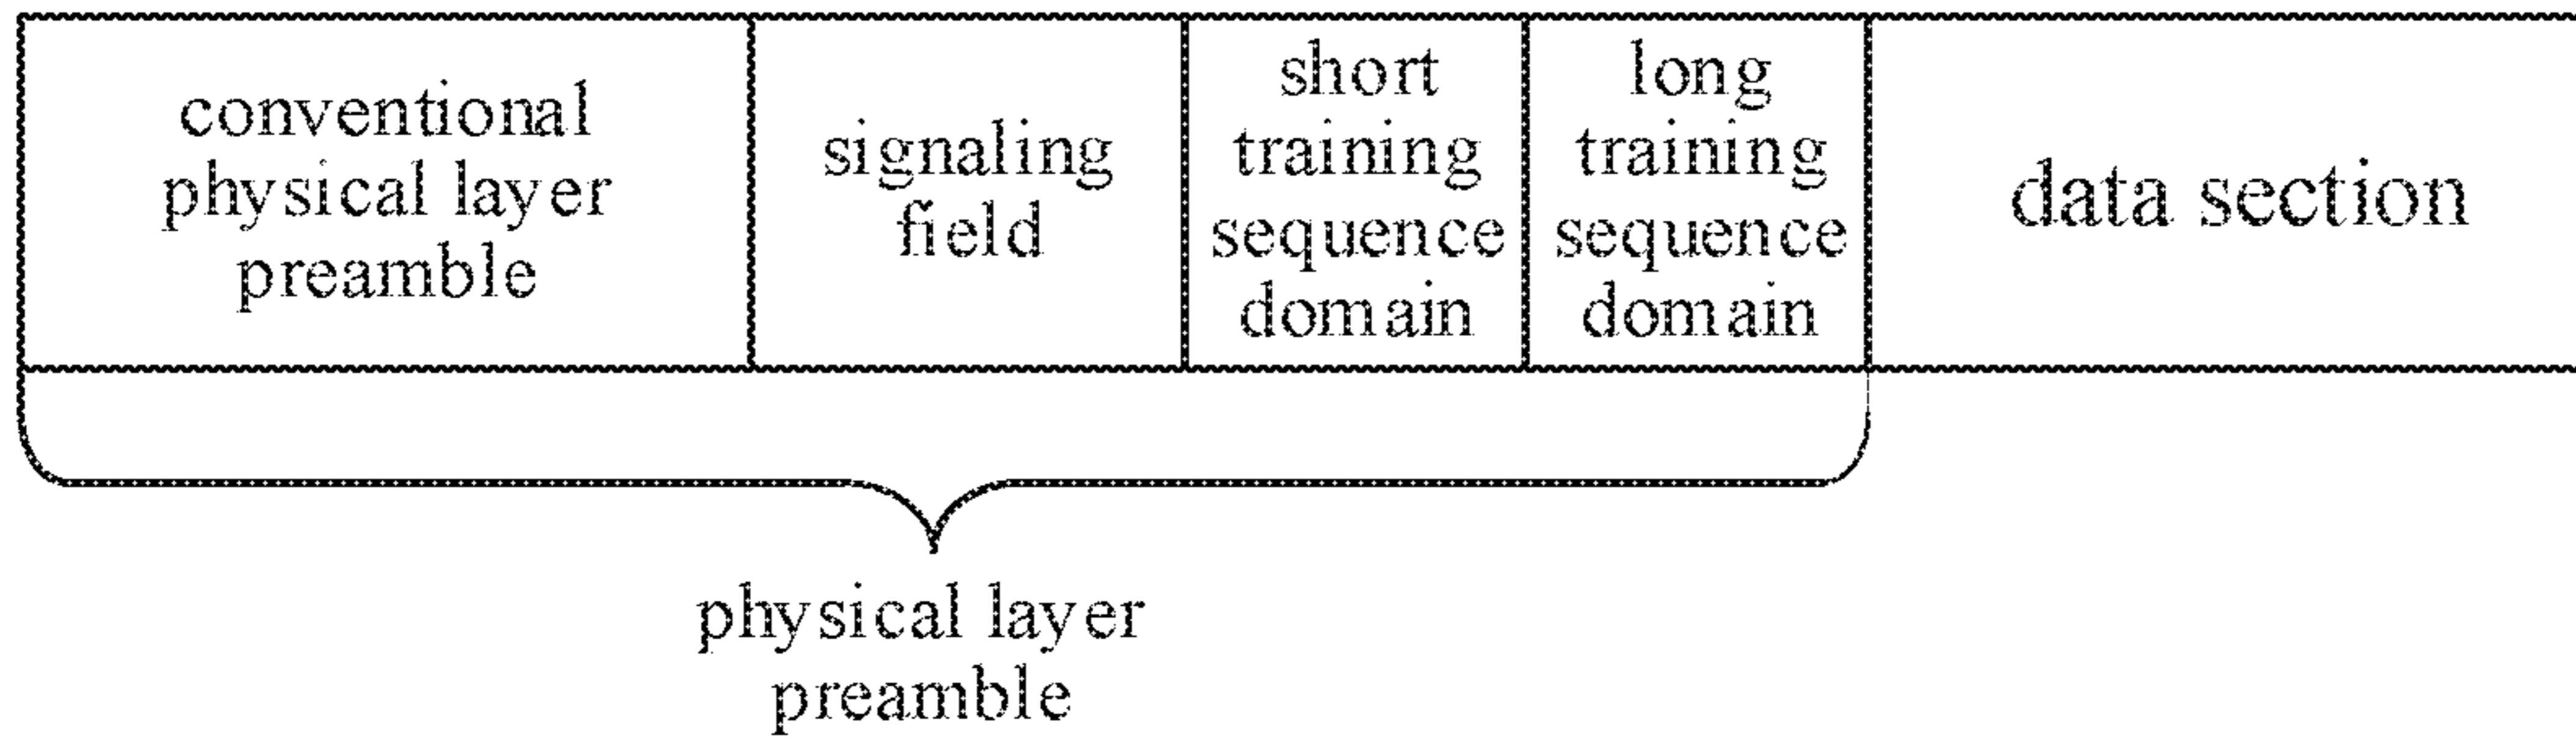 conventional
physical layer
preamble
signaling
field
short
training
sequence
domain
long
training
sequence
domain
data section
physical layer
preamble